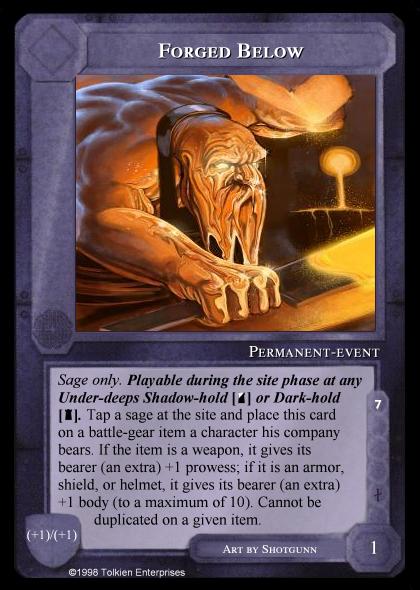 Forged Below
Permanent-event
Sage only. Playable during the site phase at any
Under-deeps Shadow-hold [] or Dark-hold
[]. Tap a sage at the site and place this card
on a battle-gear item a character his company
bears. If the item is a weapon, it gives its
bearer (an extra) +1 prowess; if it is an armor,
shield, or helmet, it gives its bearer (an extra)
+1 body (to a maximum of 10). Cannot be
duplicated on a given item.
7
(+1)/(+1)
Art by Shotgunn
1
©1998 Tolkien Enterprises